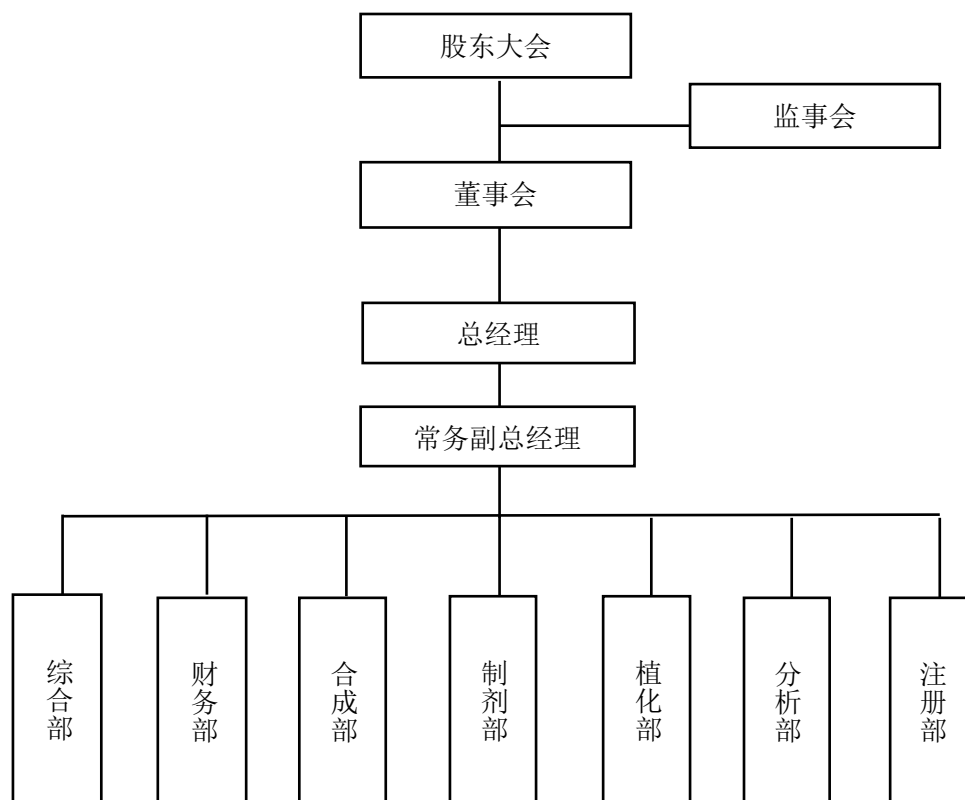 股东大会
监事会
董事会
总经理
常务副总经理
综合部
财务部
合成部
制剂部
植化部
分析部
注册部